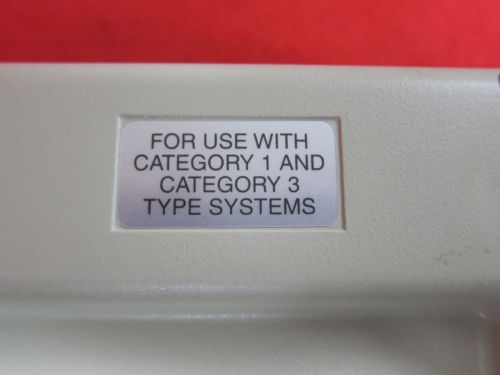 FOR USE WITH
CATEGORY 1 AND
CATEGORY 3
TYPE SYSTEMS